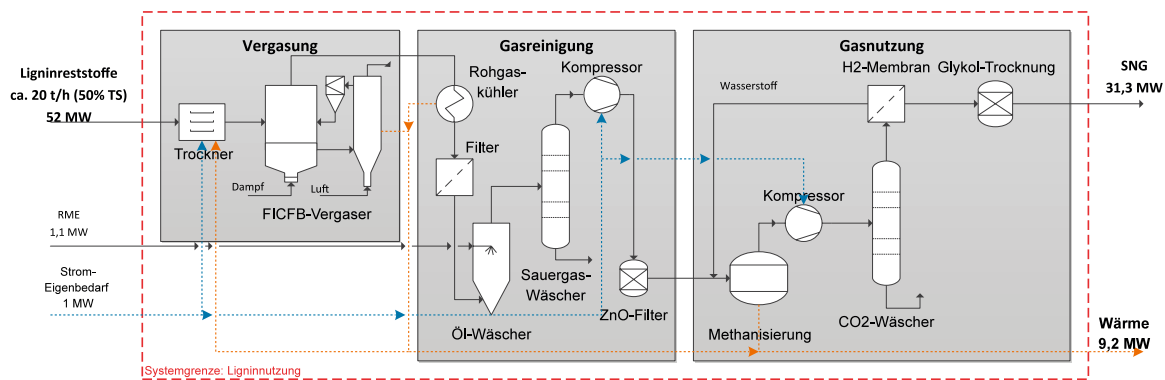 Vergasung
Gasreinigung
Gasnutzung
Ligninreststoffe
ca. 20 t/h (50% TS)
52 MW
Trockner
Dampf
Luft
FICFB-Vergaser
RME
1,1 MW
Strom-
Eigenbedarf
1 MW
Rohgas-
kühler
Filter
Öl-Wäscher
Kompressor
Sauergas-
Wäscher
ZnO-Filter
Wasserstoff
H2-Membran
Glykol-Trocknung
Kompressor
Methanisierung
CO2-Wäscher
SNG
31,3 MW
Wärme
9,2 MW
Systemgrenze: Ligninnutzung